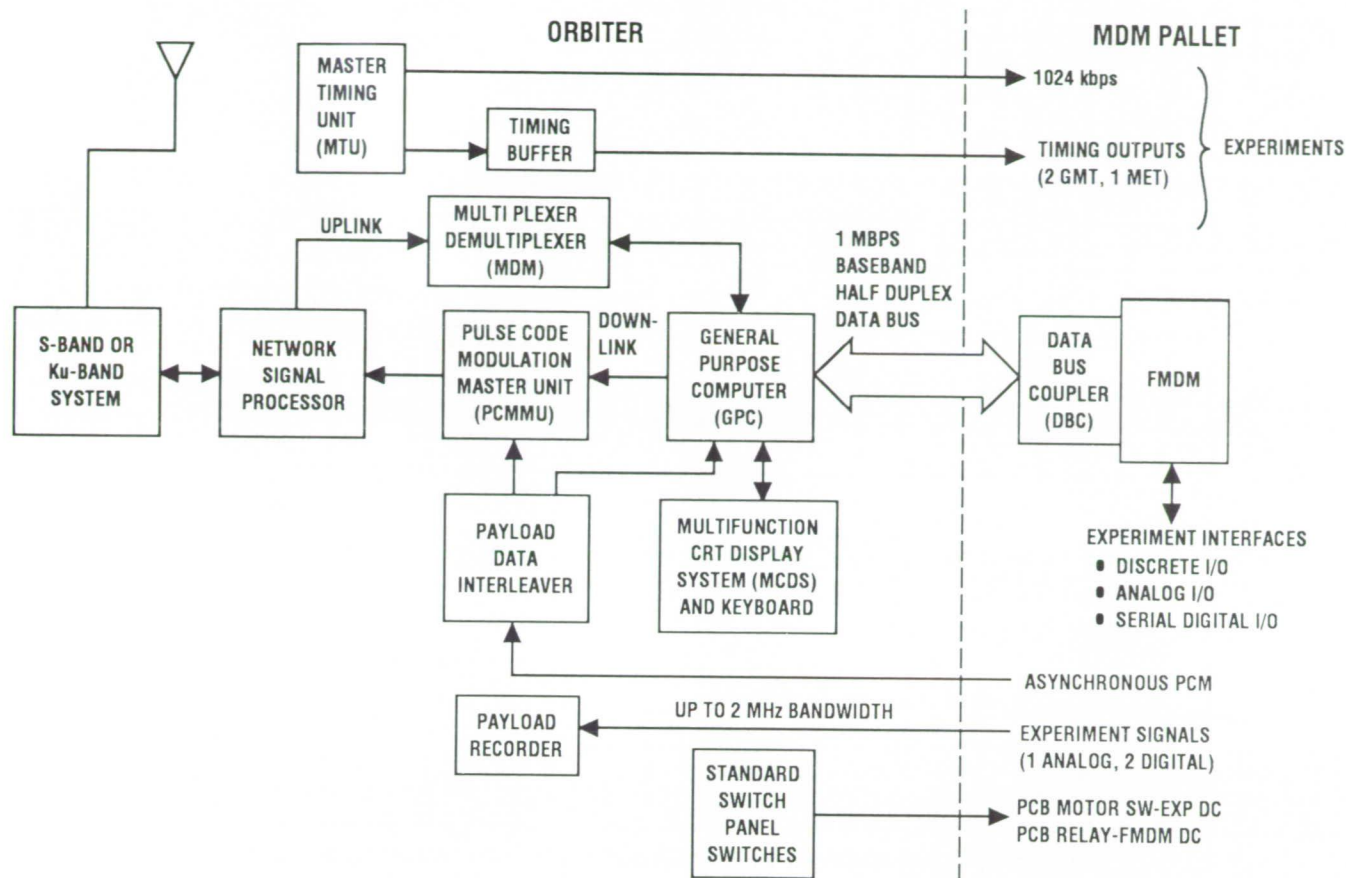 ORBITER
MDM PALLET
MASTER
TIMING
UNIT
(MTU)
TIMING
BUFFER
1024 kbps
TIMING OUTPUTS
(2 GMT, 1 MET)
EXPERIMENTS
UPLINK
MULTI PLEXER
DEMULTIPLEXER
(MDM)
1 MBPS
BASEBAND
HALF DUPLEX
DATA BUS
S-BAND OR
Ku-BAND
SYSTEM
NETWORK
SIGNAL
PROCESSOR
PULSE CODE
MODULATION
MASTER UNIT
(PCMMU)
DOWN-
LINK
GENERAL
PURPOSE
COMPUTER
(GPC)
DATA
BUS
COUPLER
(DBC)
FMDM
PAYLOAD
DATA
INTERLEAVER
MULTIFUNCTION
CRT DISPLAY
SYSTEM (MCDS)
AND KEYBOARD
EXPERIMENT INTERFACES
• DISCRETE I/O
• ANALOG I/O
• SERIAL DIGITAL I/O
ASYNCHRONOUS PCM
PAYLOAD
RECORDER
UP TO 2 MHz BANDWIDTH
EXPERIMENT SIGNALS
(1 ANALOG, 2 DIGITAL)
STANDARD
SWITCH
PANEL
SWITCHES
PCB MOTOR SW-EXP DC
PCB RELAY-FMDM DC